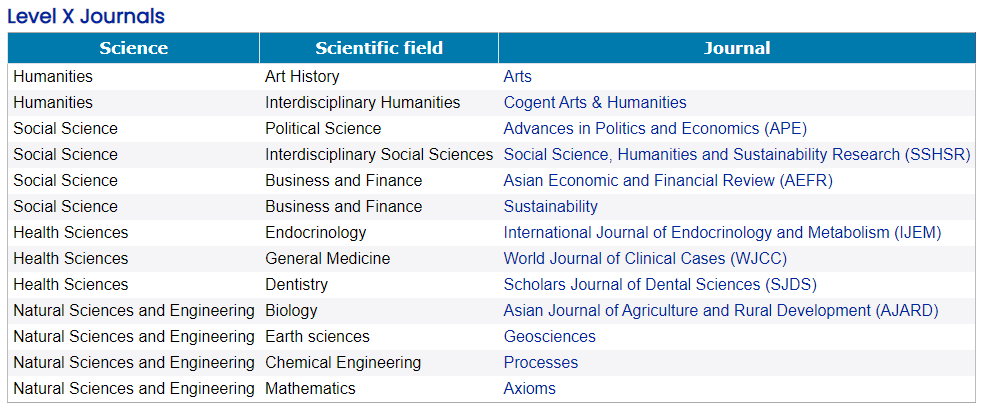 Level X Journals
Science Scientific field Journal
Humanities Art History Arts
Humanities Interdisciplinary Humanities Cogent Arts & Humanities
Social Science Political Science Advances in Politics and Economics (APE)
Social Science Interdisciplinary Social Sciences Social Science, Humanities and Sustainability Research (SSHSR)
Social Science Business and Finance Asian Economic and Financial Review (AEFR)
Social Science Business and Finance Sustainability
Health Sciences Endocrinology International Journal of Endocrinology and Metabolism (IJEM)
Health Sciences General Medicine World Journal of Clinical Cases (WJCC)
Health Sciences Dentistry Scholars Journal of Dental Sciences (SJDS)
Natural Sciences and Engineering Biology Asian Journal of Agriculture and Rural Development (AJARD)
Natural Sciences and Engineering Earth sciences Geosciences
Natural Sciences and Engineering Chemical Engineering Processes
Natural Sciences and Engineering Mathematics Axioms